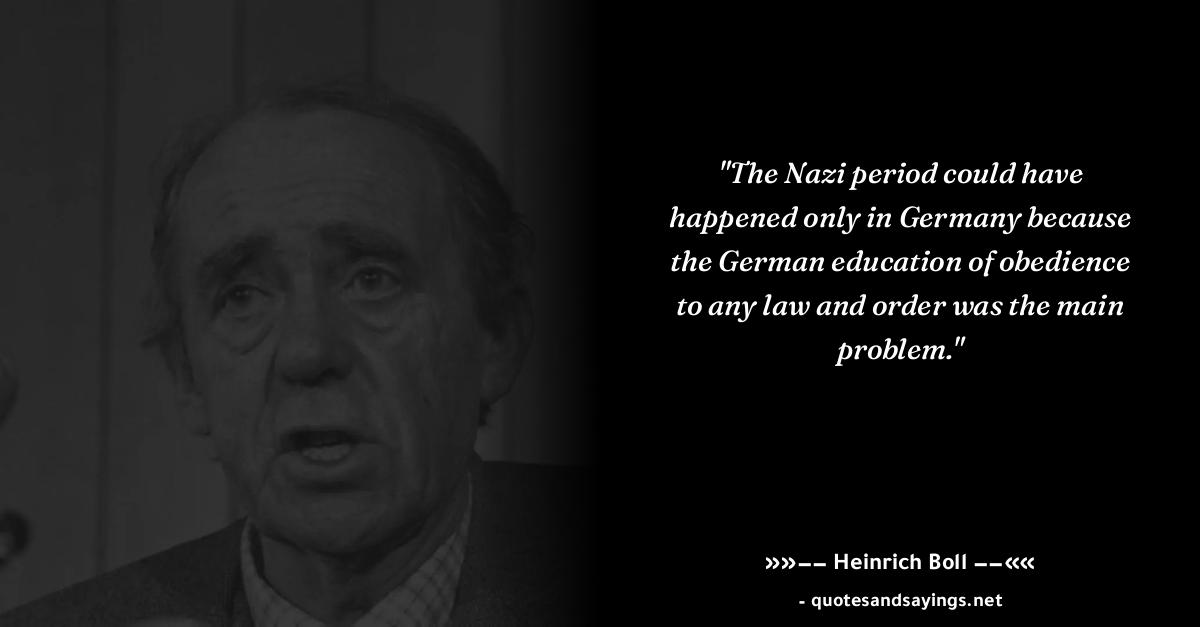 "The Nazi period could have
happened only in Germany because
the German education of obedience
to any law and order was the main
problem."
»»–– Heinrich Boll ––««
- quotesandsayings.net